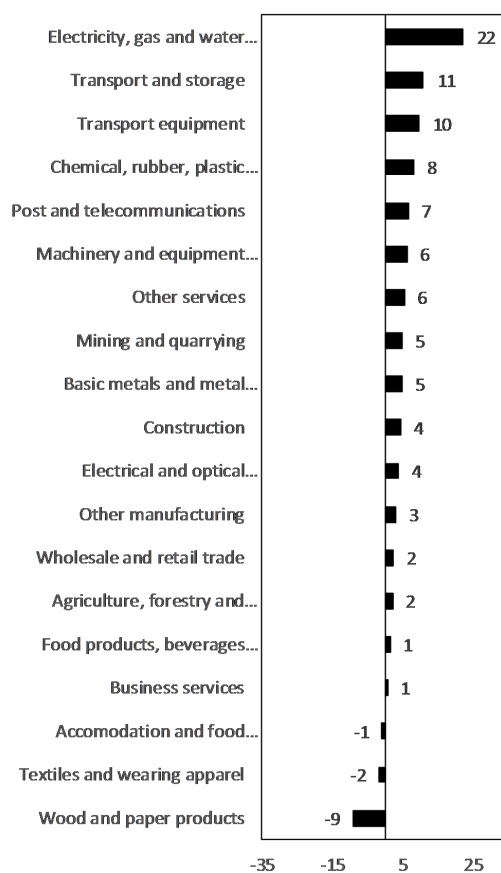 Electricity, gas and water... 22
Transport and storage 11
Transport equipment 10
Chemical, rubber, plastic... 8
Post and telecommunications 7
Machinery and equipment... 6
Other services 6
Mining and quarrying 5
Basic metals and metal... 5
Construction 4
Electrical and optical... 4
Other manufacturing 3
Wholesale and retail trade 2
Agriculture, forestry and... 2
Food products, beverages... 1
Business services 1
Accomodation and food... -1
Textiles and wearing apparel -2
Wood and paper products -9
-35 -15 5 25